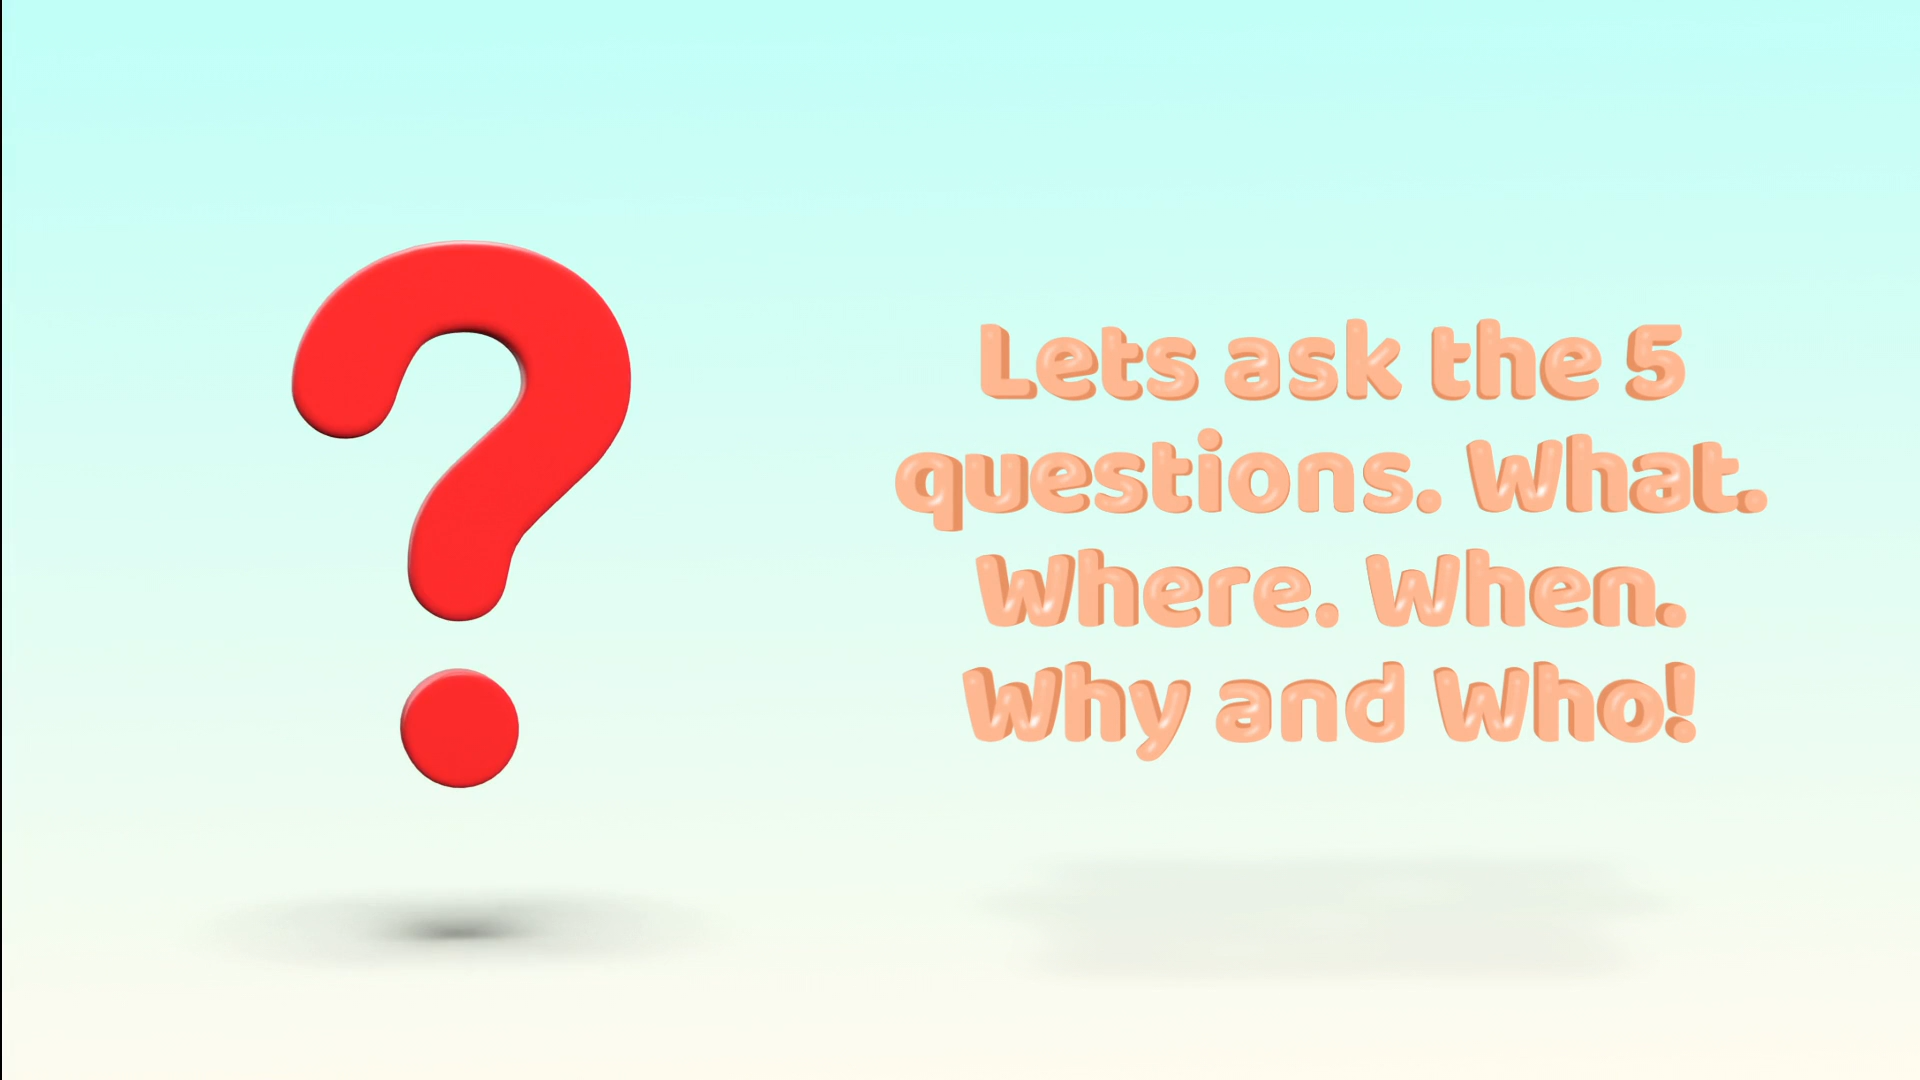 Lets ask the 5
questions. What.
Where. When.
Why and Who!